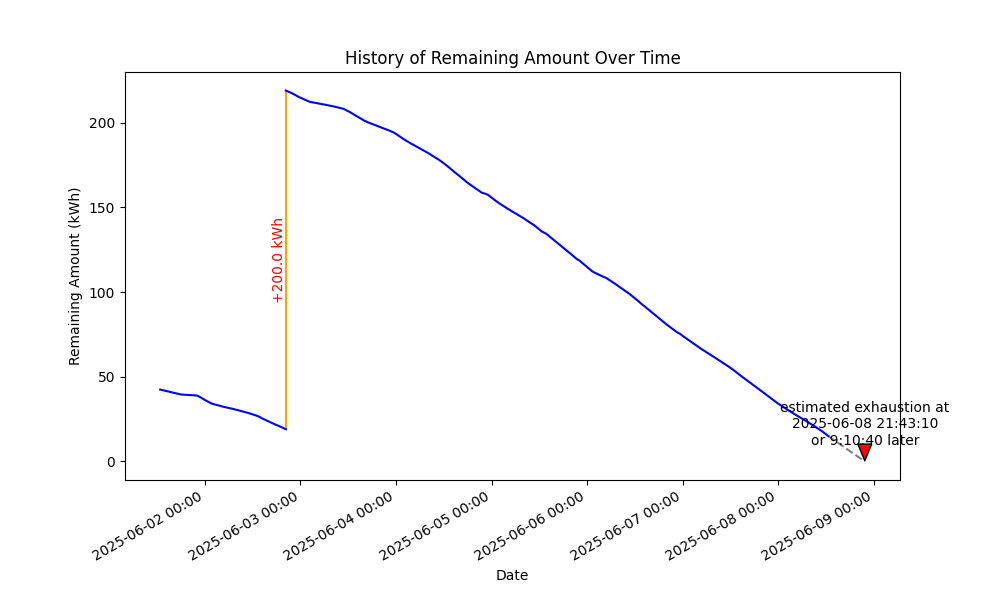 History of Remaining Amount Over Time
Remaining Amount (kWh)
200
150
100
50
0
+200.0 kWh
estimated exhaustion at
2025-06-08 21:43:10
or 9:10:40 later
2025-06-02 00:00
2025-06-03 00:00
2025-06-04 00:00
2025-06-05 00:00
2025-06-06 00:00
2025-06-07 00:00
2025-06-08 00:00
2025-06-09 00:00
Date